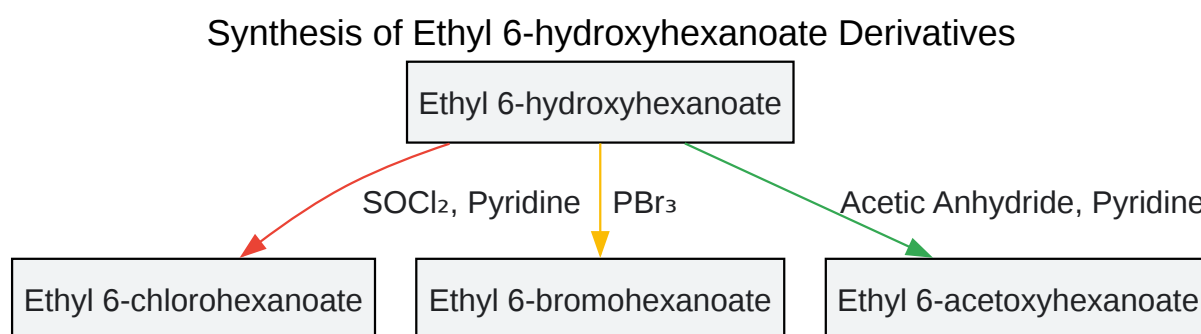 Synthesis of Ethyl 6-hydroxyhexanoate Derivatives
Ethyl 6-hydroxyhexanoate
SOCl₂, Pyridine
PBr₃
Acetic Anhydride, Pyridine
Ethyl 6-chlorohexanoate
Ethyl 6-bromohexanoate
Ethyl 6-acetoxyhexanoate